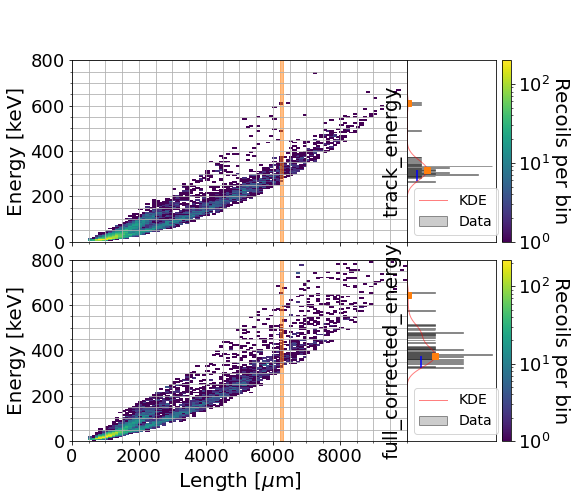 800
600
400
200
0
Energy [keV]
track_energy
KDE
Data
10²
10¹
10⁰
Recoils per bin
800
600
400
200
0
Energy [keV]
0 2000 4000 6000 8000
Length [μm]
full_corrected_energy
KDE
Data
10²
10¹
10⁰
Recoils per bin